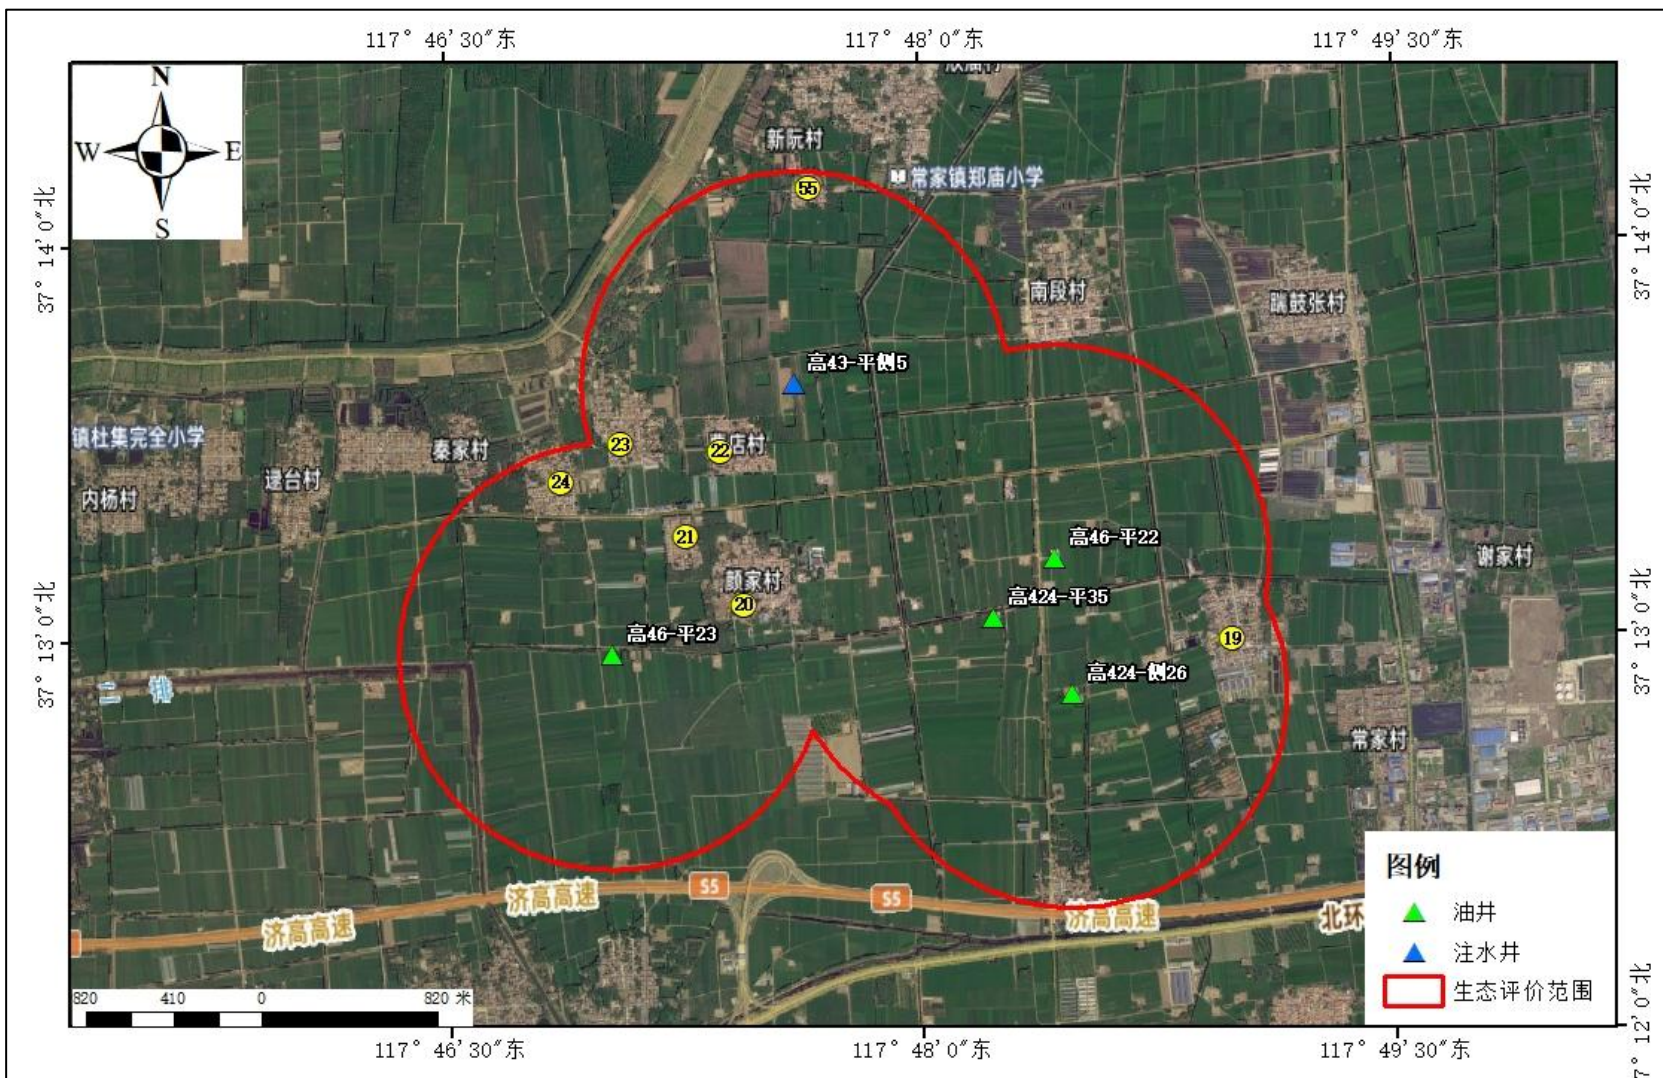 117° 46′30″东
117° 48′0″东
117° 49′30″东
N
W
E
S
新阮村
55
常家镇郑庙小学
37° 14′0″北
37° 14′0″北
南段村
踹鼓张村
高43-平侧5
镇杜集完全小学
秦家村
23
22
店村
24
逯台村
内杨村
21
高46-平22
谢家村
颜家村
20
高424-平35
高46-平23
19
37° 13′0″北
37° 13′0″北
二排
高424-侧26
常家村
济高高速
济高高速
S5
S5
济高高速
北环
图例
油井
注水井
生态评价范围
820 410 0 820 米
37° 12′0″北
117° 46′30″东
117° 48′0″东
117° 49′30″东